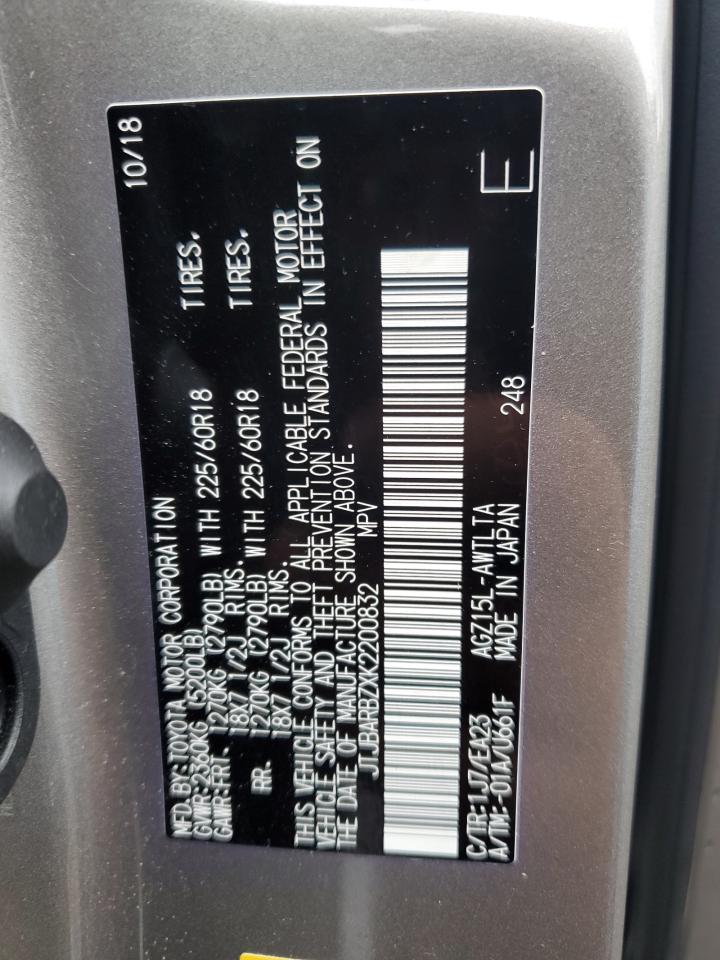 MFD.BY:TOYOTA MOTOR CORPORATION 10/18
GVWR:2360KG (5200LB)
GAWR:FRT. 1270KG (2790LB) WITH 225/60R18 TIRES.
18X7 1/2J RIMS.
RR. 1270KG (2790LB) WITH 225/60R18 TIRES.
18X7 1/2J RIMS.
THIS VEHICLE CONFORMS TO ALL APPLICABLE FEDERAL MOTOR
VEHICLE SAFETY AND THEFT PREVENTION STANDARDS IN EFFECT ON
THE DATE OF MANUFACTURE SHOWN ABOVE.
JTJBARBZXK2200832 MPV
C/TR:1J7/EA23 AGZ15L-AWTLTA
A/TM:-01A/U661F MADE IN JAPAN 248 E